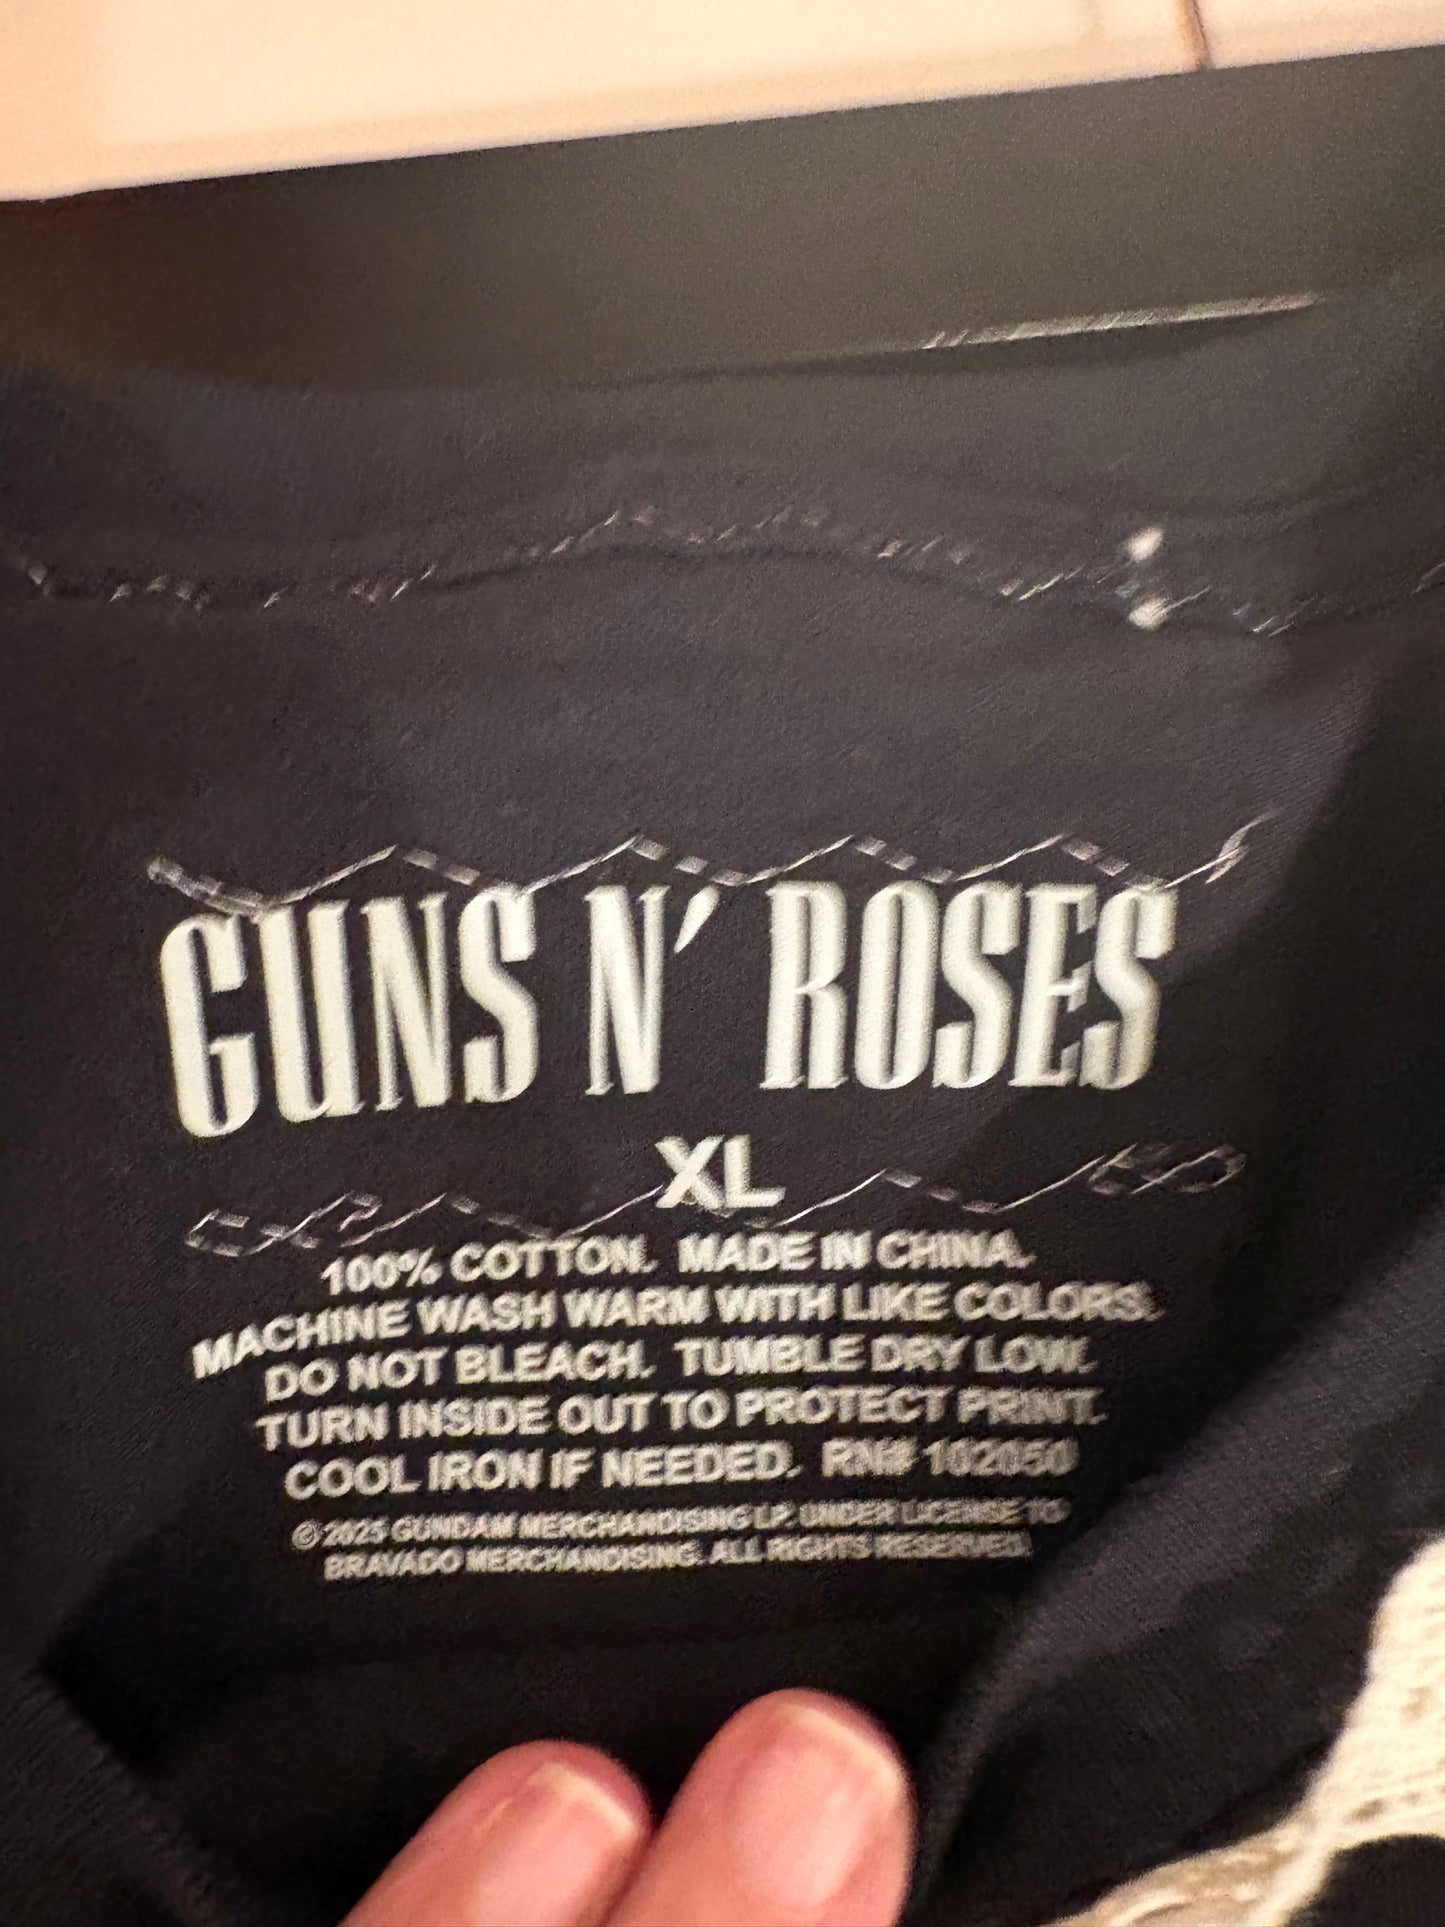 GUNS N' ROSES
XL
100% COTTON. MADE IN CHINA.
MACHINE WASH WARM WITH LIKE COLORS.
DO NOT BLEACH. TUMBLE DRY LOW.
TURN INSIDE OUT TO PROTECT PRINT.
COOL IRON IF NEEDED. RN# 102050
© 2025 GUNDAM MERCHANDISING LP. UNDER LICENSE TO
BRAVADO MERCHANDISING. ALL RIGHTS RESERVED.